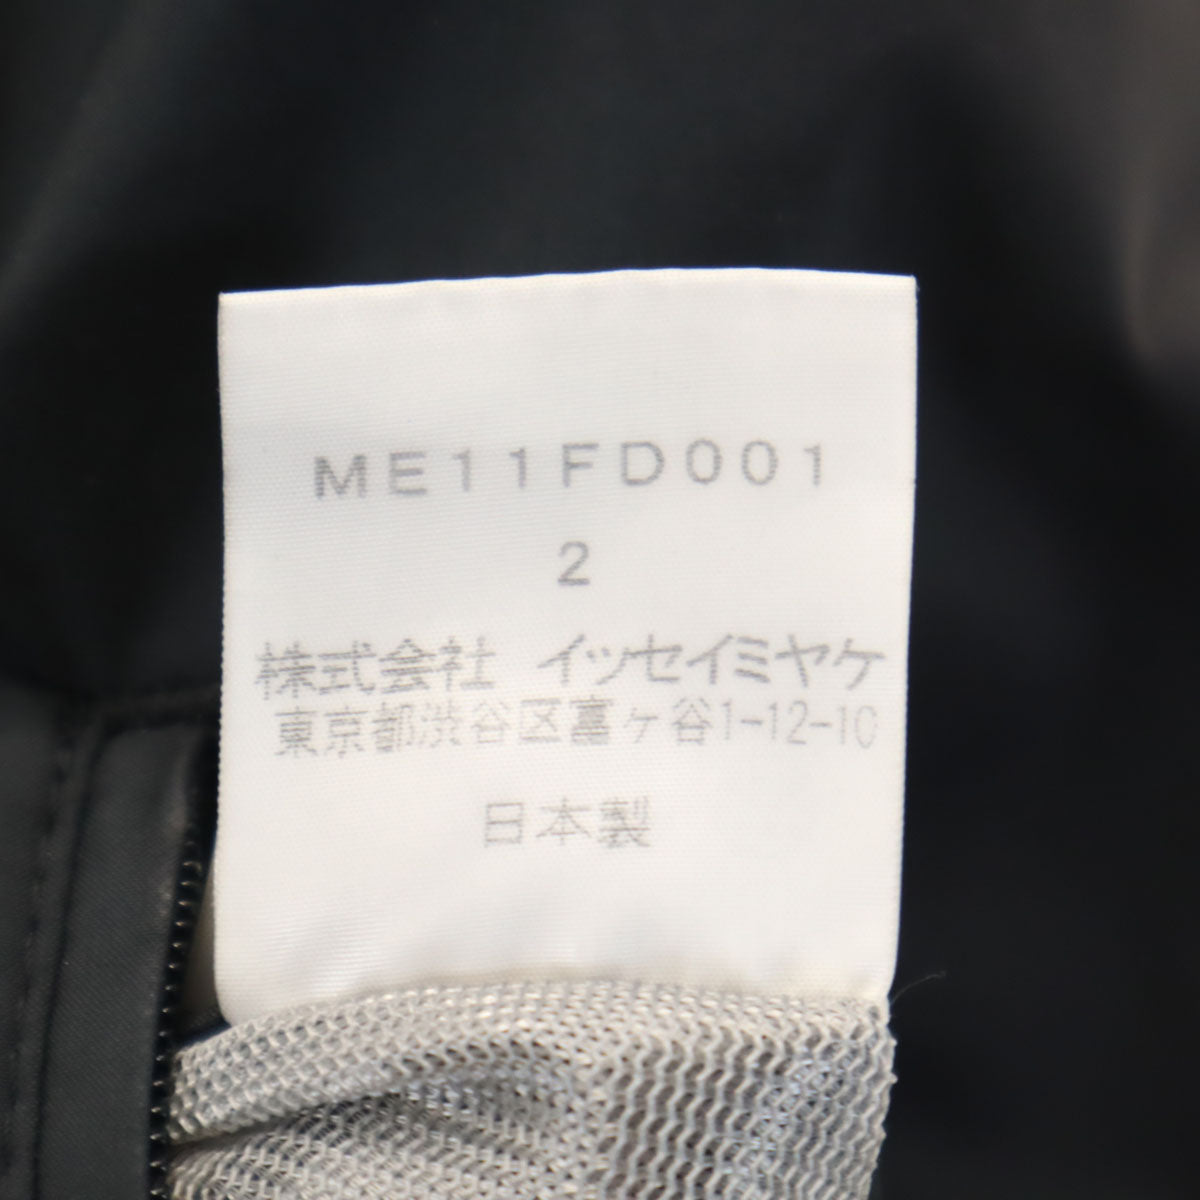 ME11FD001
2
株式会社 イッセイミヤケ
東京都渋谷区富ヶ谷1-12-10
日本製